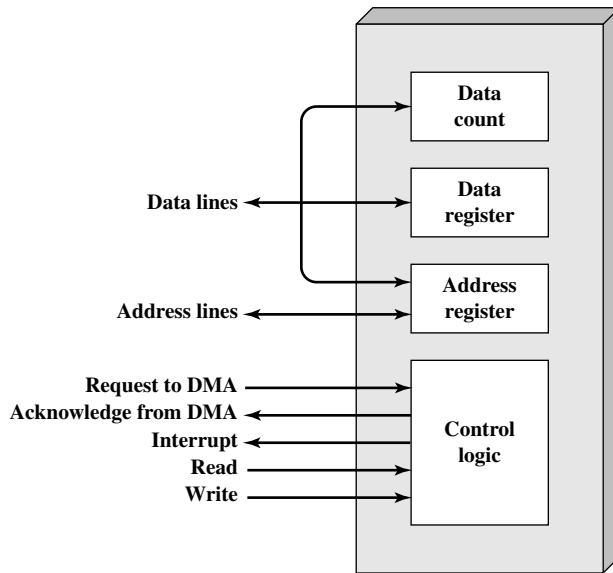 Data
count
Data lines
Data
register
Address
register
Address lines
Request to DMA
Acknowledge from DMA
Interrupt
Read
Write
Control
logic